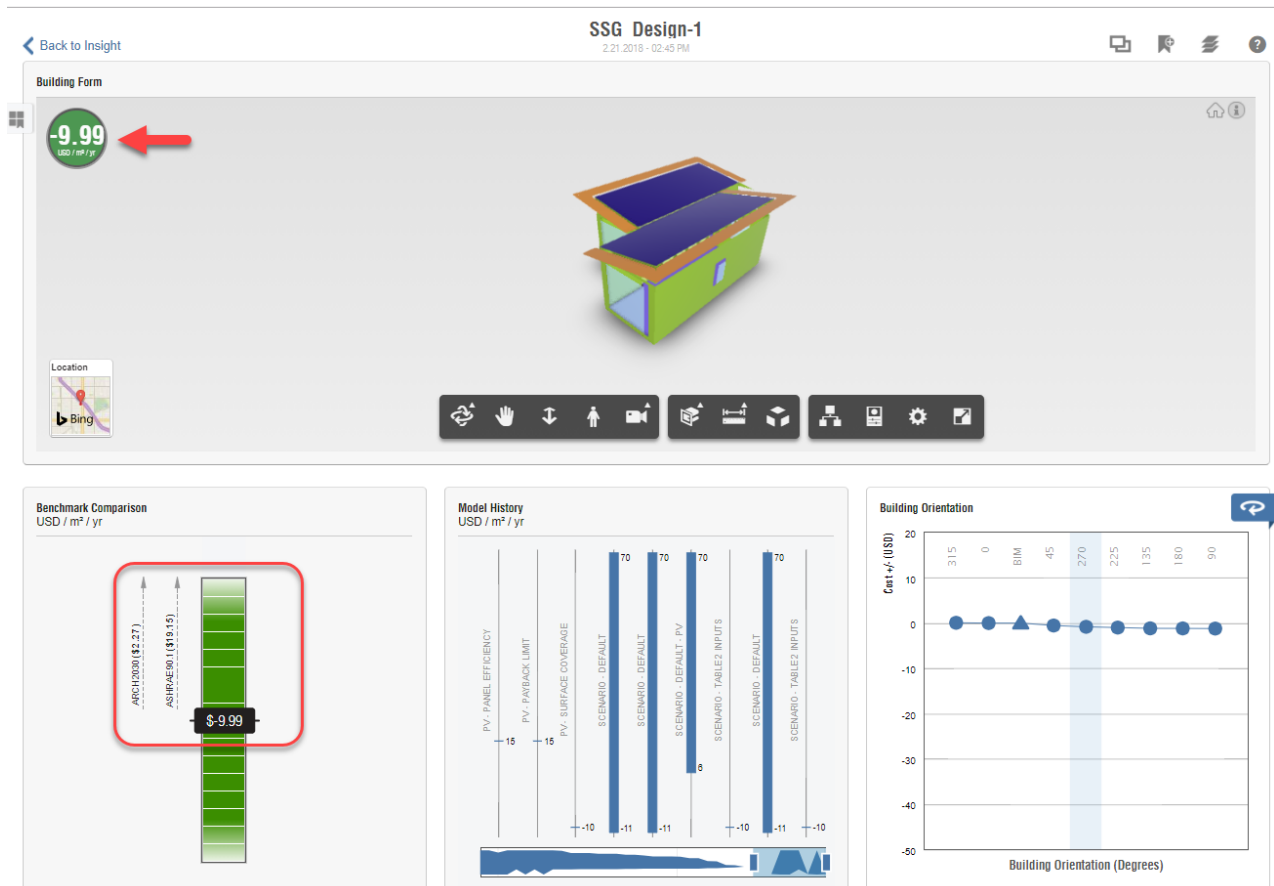 SSG Design-1
2.21.2018 - 02:45 PM
Back to Insight
Building Form
-9.99
USD / m² / yr
Location
Bing
Benchmark Comparison
USD / m² / yr
ARCH2030 ($2.27)
ASHRAE90.1 ($19.15)
$-9.99
Model History
USD / m² / yr
70
70
70
70
PV - PANEL EFFICIENCY
PV - PAYBACK LIMIT
PV - SURFACE COVERAGE
SCENARIO - DEFAULT
SCENARIO - DEFAULT
SCENARIO - DEFAULT - PV
SCENARIO - TABLE2 INPUTS
SCENARIO - DEFAULT
SCENARIO - TABLE2 INPUTS
15
15
6
-10
-11
-11
-10
-11
-10
Building Orientation
Cost +/- (USD)
20
10
0
-10
-20
-30
-40
-50
315
0
BIM
45
270
225
135
180
90
Building Orientation (Degrees)